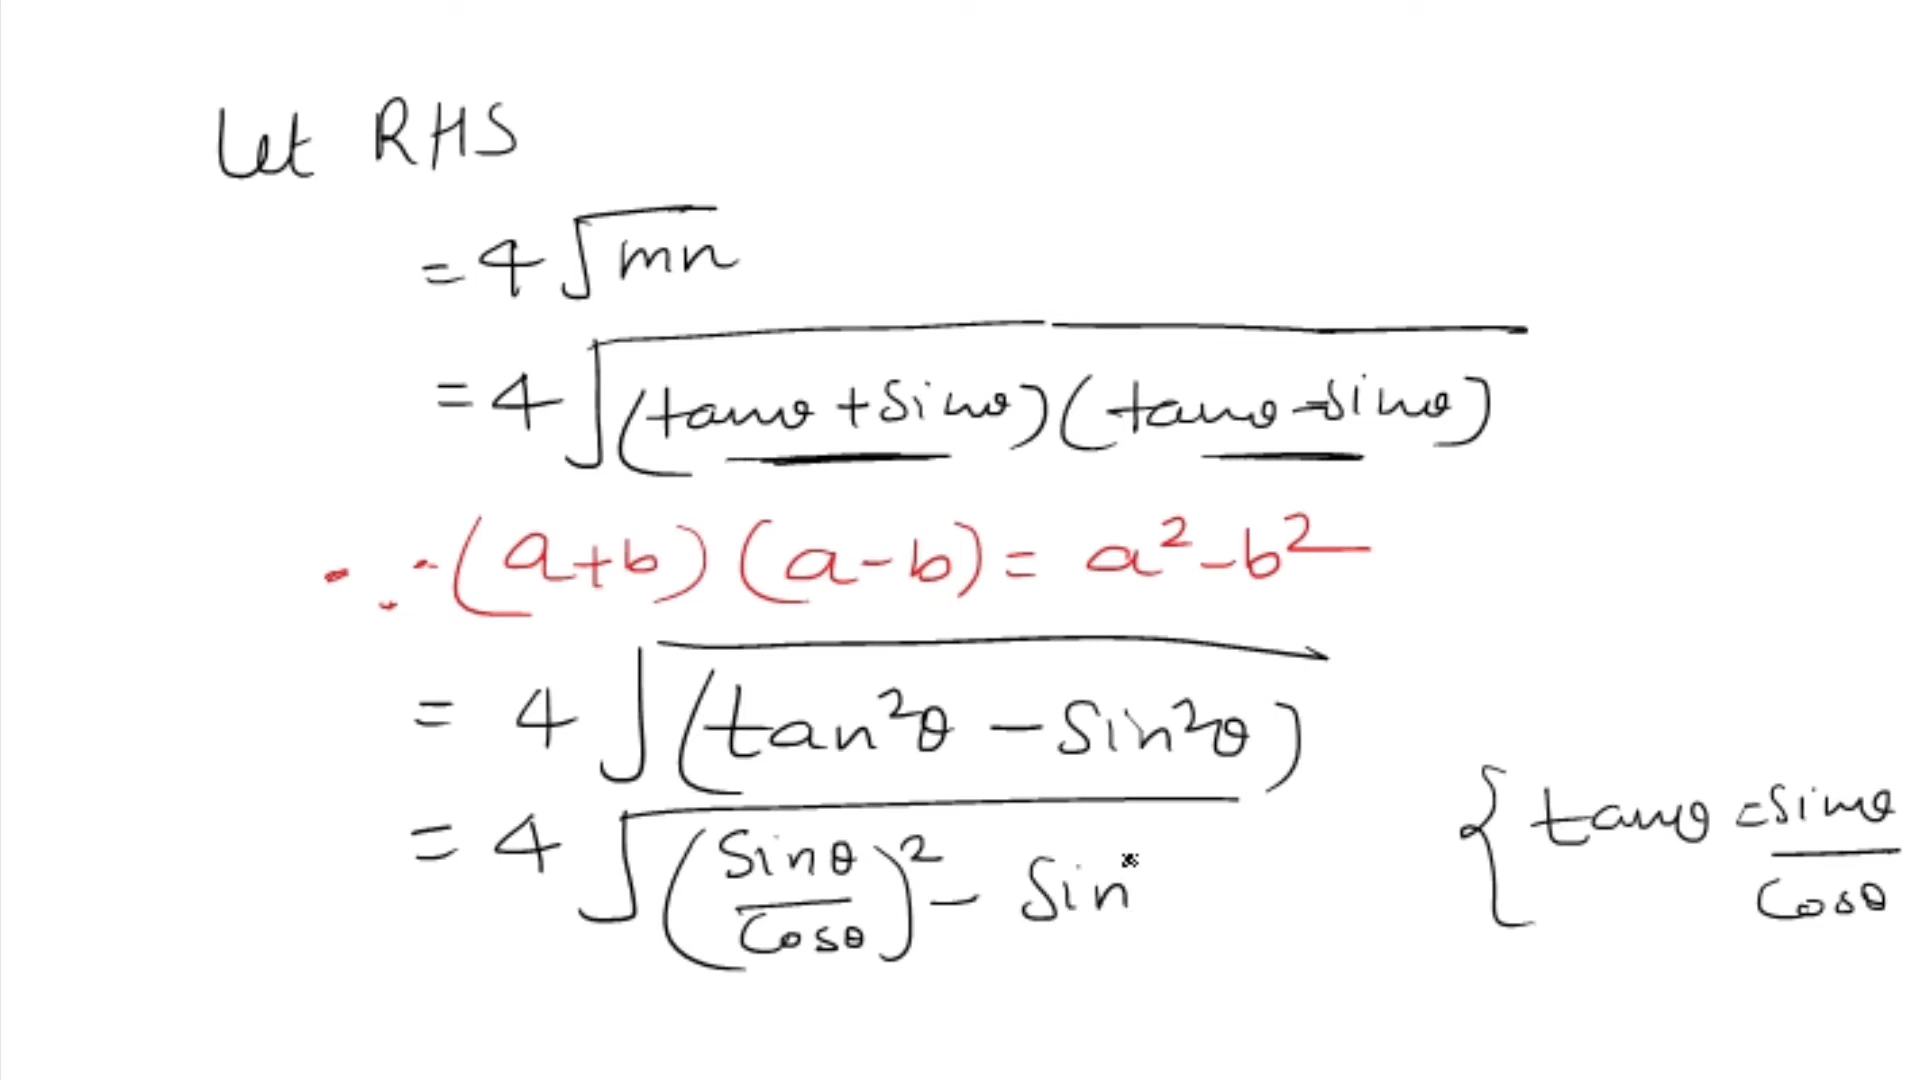 Let RHS
= 4 √mn
= 4 √(tanθ + sinθ) (tanθ - sinθ)
∵ (a+b) (a-b) = a² - b²
= 4 √(tan²θ - Sin²θ)
= 4 √(Sinθ/Cosθ)² - Sin
{ tanθ = Sinθ/Cosθ